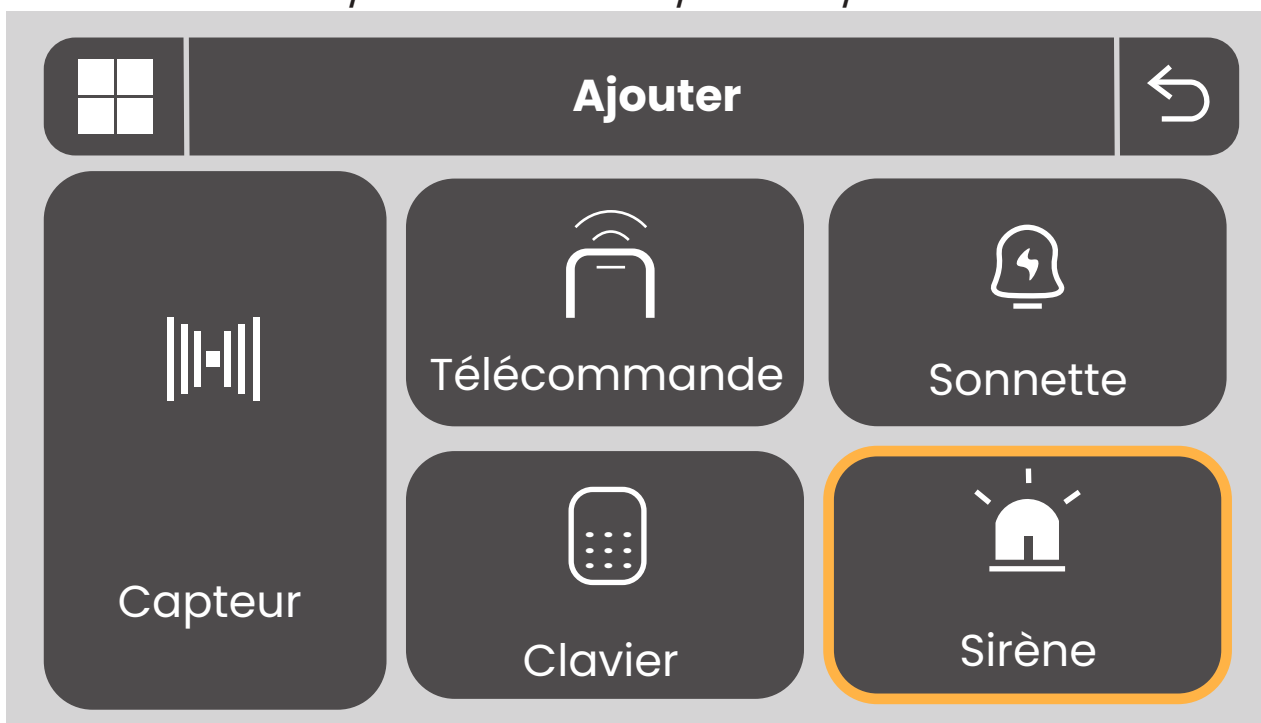 Ajouter
Télécommande
Sonnette
Capteur
Clavier
Sirène